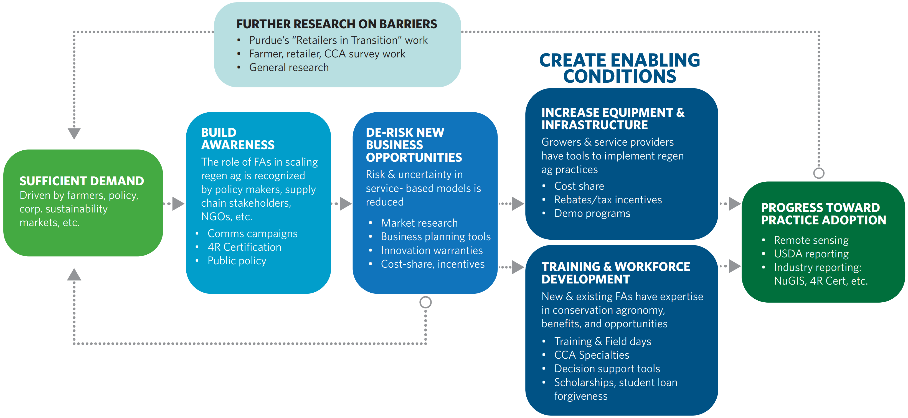 FURTHER RESEARCH ON BARRIERS
• Purdue's "Retailers in Transition" work
• Farmer, retailer, CCA survey work
• General research
SUFFICIENT DEMAND
Driven by farmers, policy,
corp. sustainability
markets, etc.
BUILD
AWARENESS
The role of FAs in scaling
regen ag is recognized
by policy makers, supply
chain stakeholders,
NGOs, etc.
• Comms campaigns
• 4R Certification
• Public policy
DE-RISK NEW
BUSINESS
OPPORTUNITIES
Risk & uncertainty in
service- based models is
reduced
• Market research
• Business planning tools
• Innovation warranties
• Cost-share, incentives
CREATE ENABLING
CONDITIONS
INCREASE EQUIPMENT &
INFRASTRUCTURE
Growers & service providers
have tools to implement regen
ag practices
• Cost share
• Rebates/tax incentives
• Demo programs
TRAINING & WORKFORCE
DEVELOPMENT
New & existing FAs have expertise
in conservation agronomy,
benefits, and opportunities
• Training & Field days
• CCA Specialties
• Decision support tools
• Scholarships, student loan
forgiveness
PROGRESS TOWARD
PRACTICE ADOPTION
• Remote sensing
• USDA reporting
• Industry reporting:
NuGIS, 4R Cert, etc.